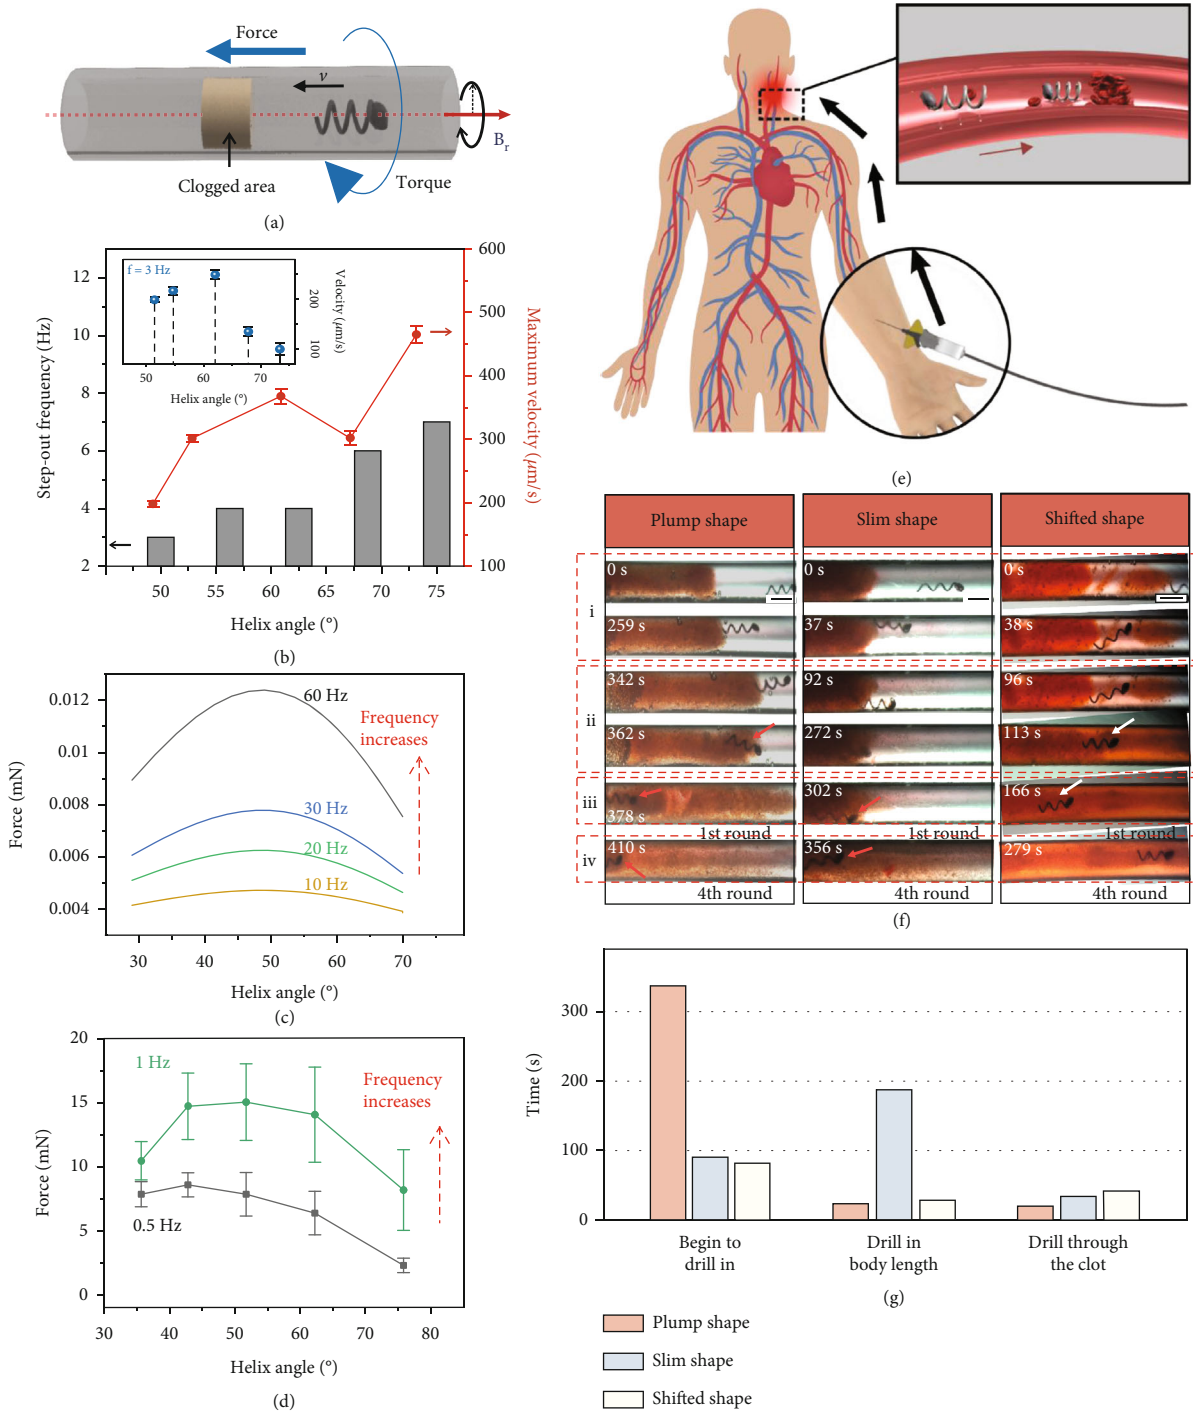 Force
v
B_r
Clogged area
Torque
(a)
Step-out frequency (Hz)
12
10
8
6
4
2
f = 3 Hz
200
100
Velocity (μm/s)
50
60
70
Helix angle (°)
600
500
400
300
200
100
Maximum velocity (μm/s)
50
55
60
65
70
75
Helix angle (°)
(b)
Force (mN)
0.012
0.01
0.008
0.006
0.004
60 Hz
30 Hz
20 Hz
10 Hz
Frequency
increases
30
40
50
60
70
Helix angle (°)
(c)
Force (mN)
20
15
10
5
0
1 Hz
0.5 Hz
Frequency
increases
30
40
50
60
70
80
Helix angle (°)
(d)
(e)
Plump shape
Slim shape
Shifted shape
i
0 s
0 s
0 s
259 s
37 s
38 s
ii
342 s
92 s
96 s
362 s
272 s
113 s
iii
378 s
302 s
166 s
1st round
1st round
1st round
iv
410 s
356 s
279 s
4th round
4th round
4th round
(f)
Time (s)
300
200
100
0
Begin to
drill in
Drill in
body length
Drill through
the clot
(g)
Plump shape
Slim shape
Shifted shape